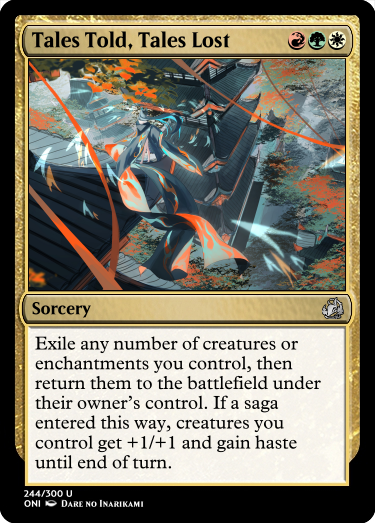 Tales Told, Tales Lost
Sorcery
Exile any number of creatures or
enchantments you control, then
return them to the battlefield under
their owner's control. If a saga
entered this way, creatures you
control get +1/+1 and gain haste
until end of turn.
244/300 U
ONI Dare no Inarikami